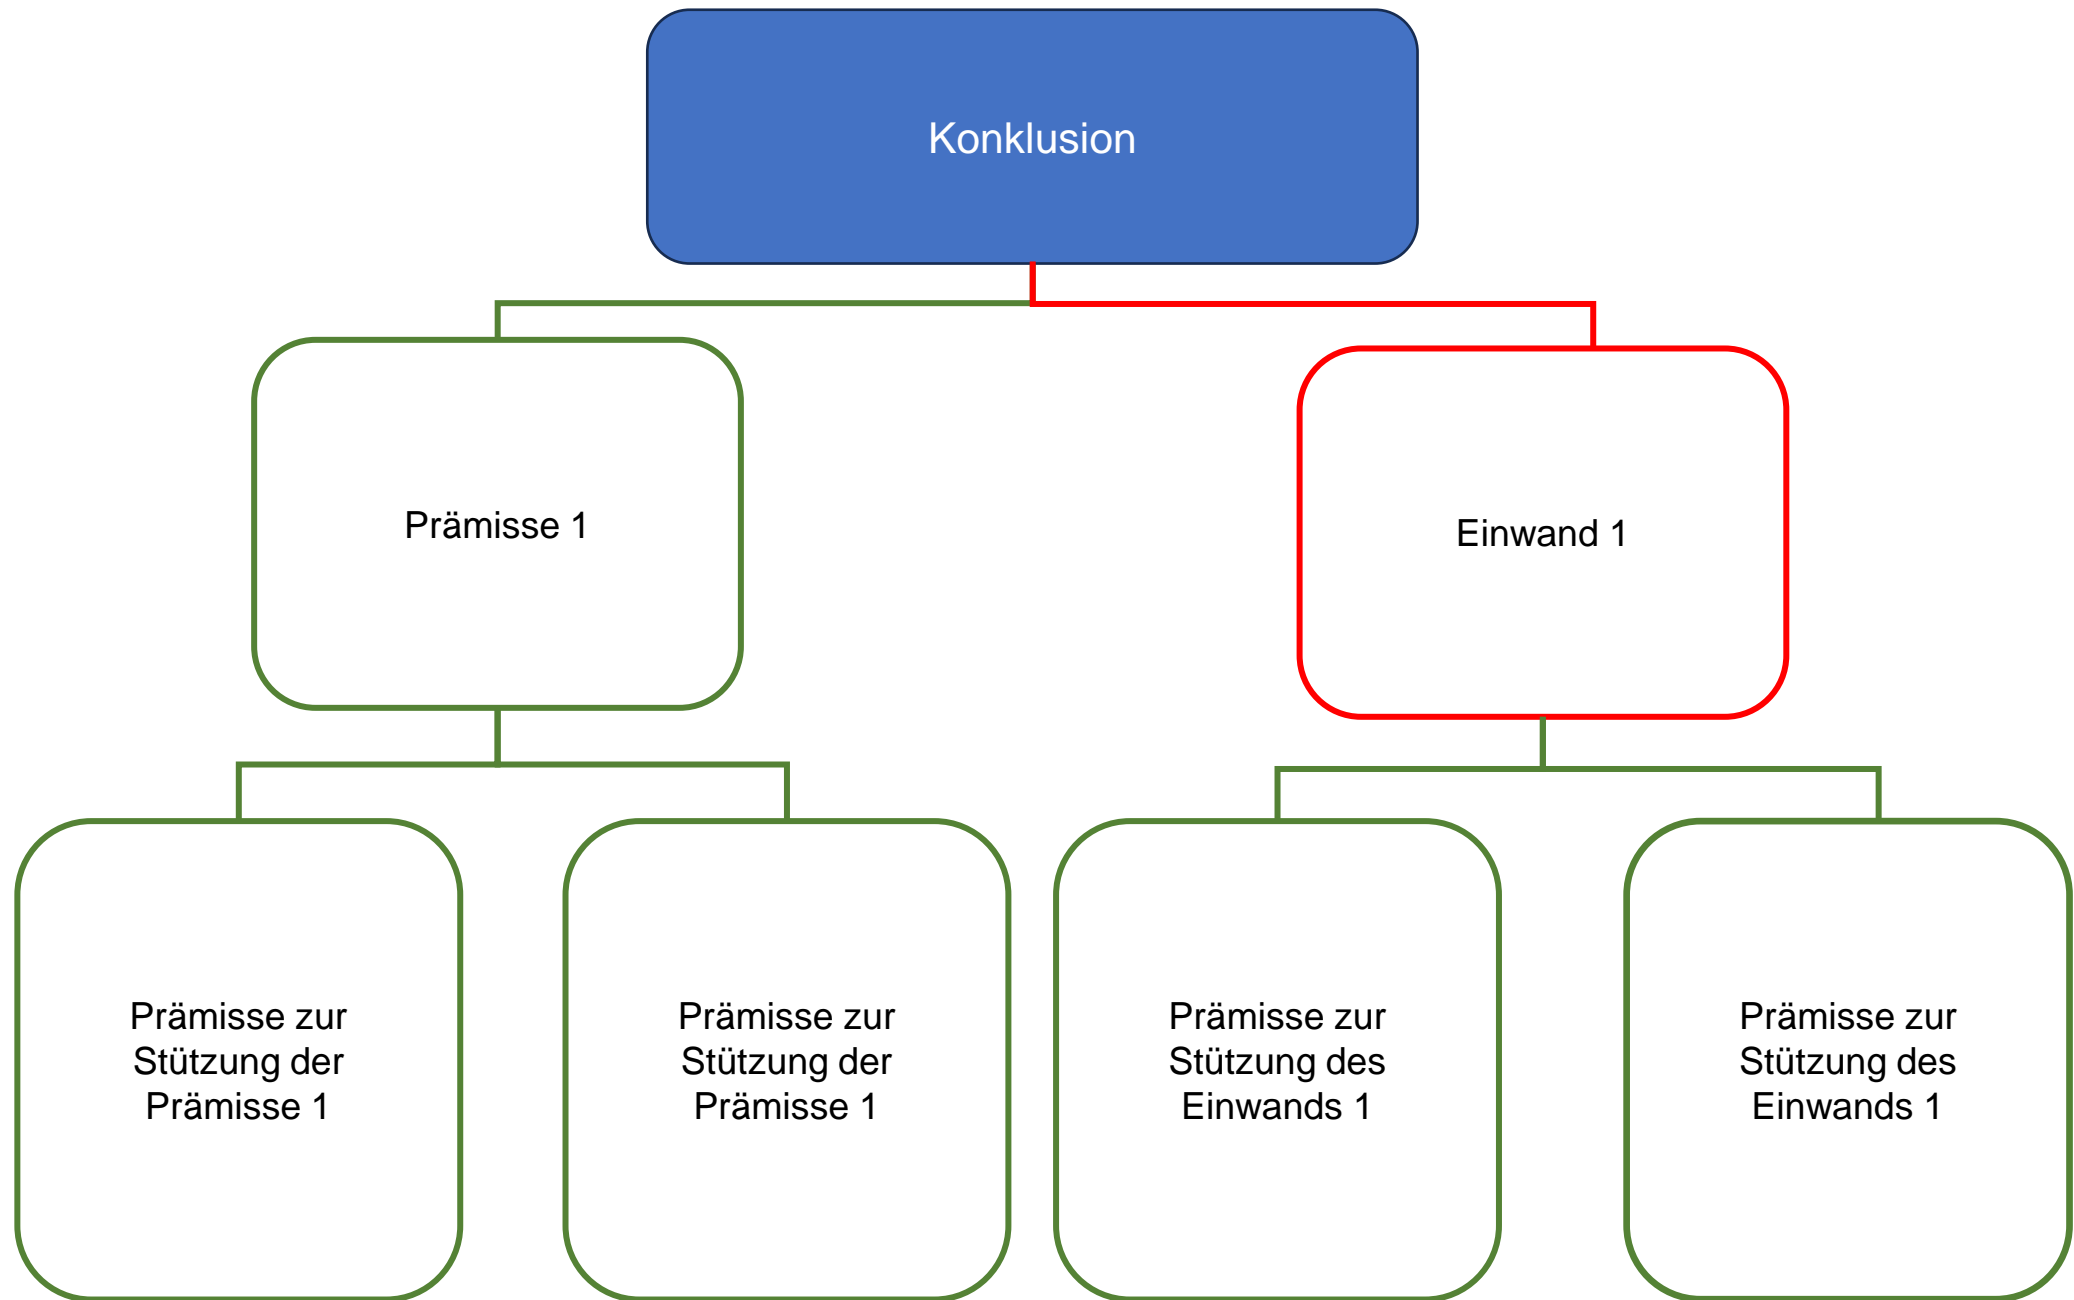 Konklusion
Prämisse 1
Einwand 1
Prämisse zur
Stützung der
Prämisse 1
Prämisse zur
Stützung der
Prämisse 1
Prämisse zur
Stützung des
Einwands 1
Prämisse zur
Stützung des
Einwands 1